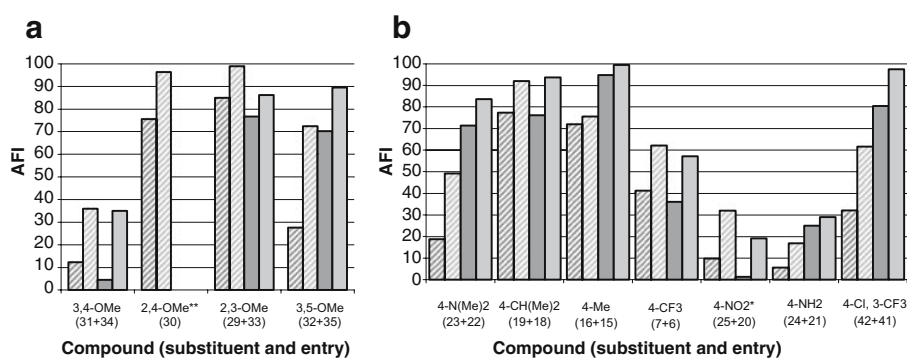 a
100
90
80
70
60
50
40
30
20
10
0
AFI
3,4-OMe 2,4-OMe** 2,3-OMe 3,5-OMe
(31+34) (30) (29+33) (32+35)
Compound (substituent and entry)
b
100
90
80
70
60
50
40
30
20
10
0
AFI
4-N(Me)2 4-CH(Me)2 4-Me 4-CF3 4-NO2* 4-NH2 4-Cl, 3-CF3
(23+22) (19+18) (16+15) (7+6) (25+20) (24+21) (42+41)
Compound (substituent and entry)